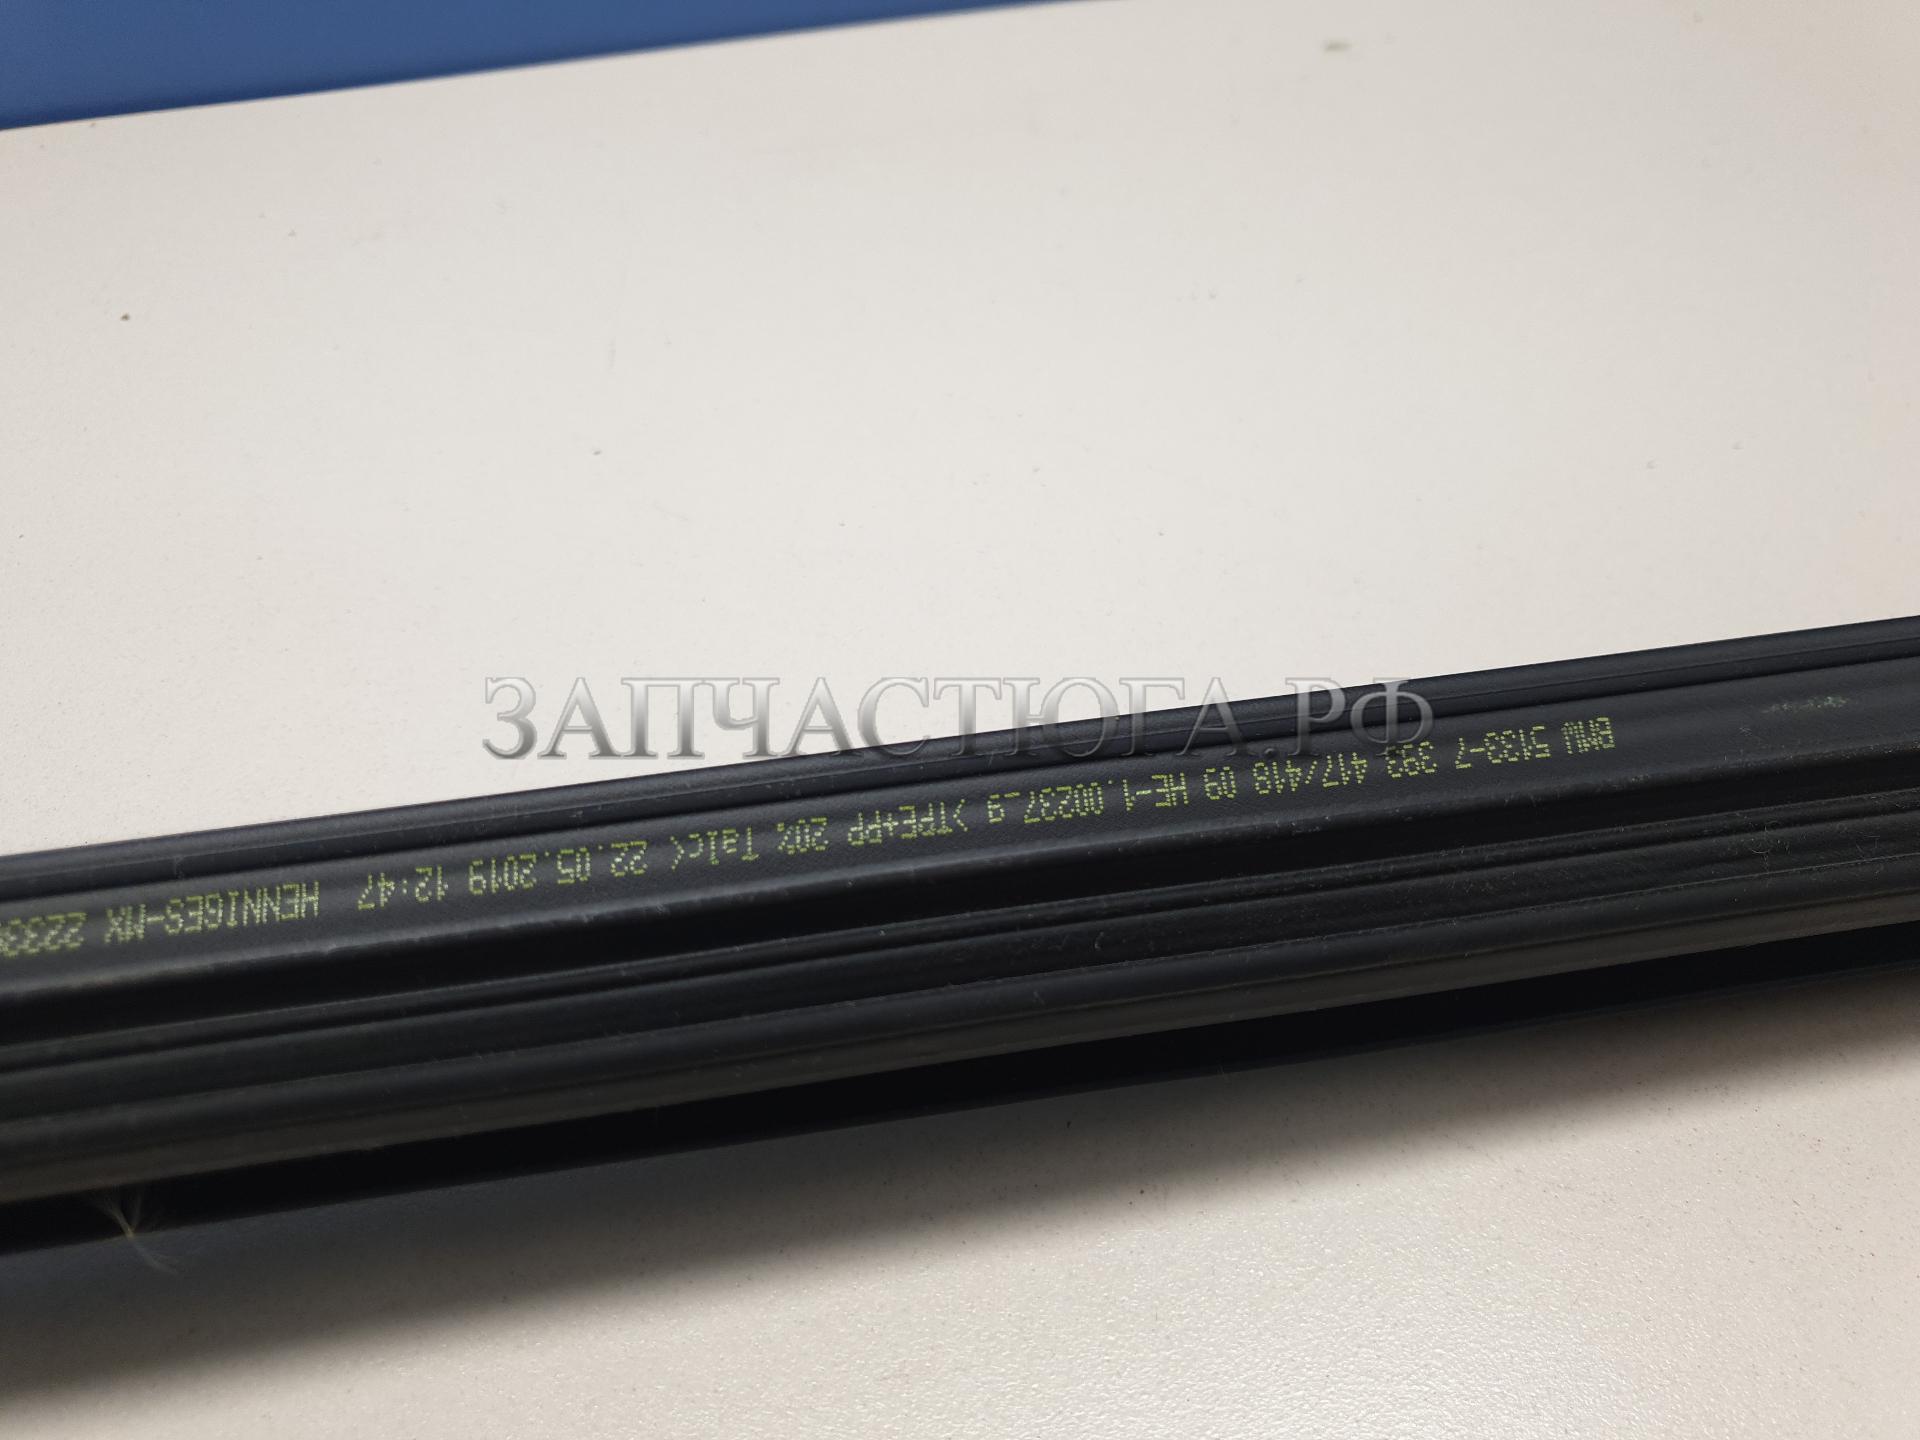 ЗАПЧАСТЮГА.РФ
BMW 5133-7 393 417/418 09 HE-1.00237_9 >TPE+PP 20% Talc< 22.05.2019 12:47 HENNIGES-MX